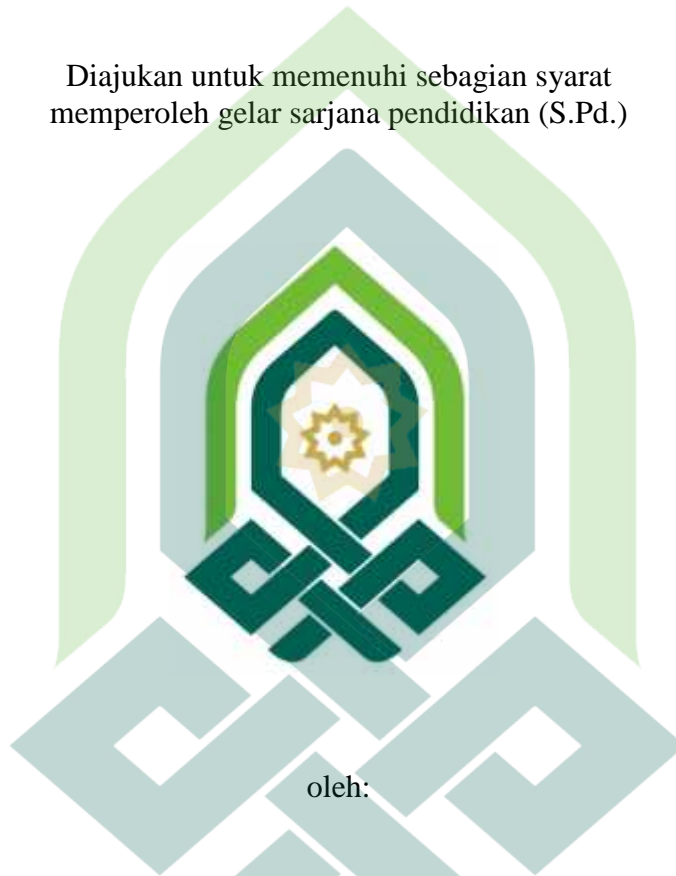 Diajukan untuk memenuhi sebagian syarat
memperoleh gelar sarjana pendidikan (S.Pd.)
oleh: